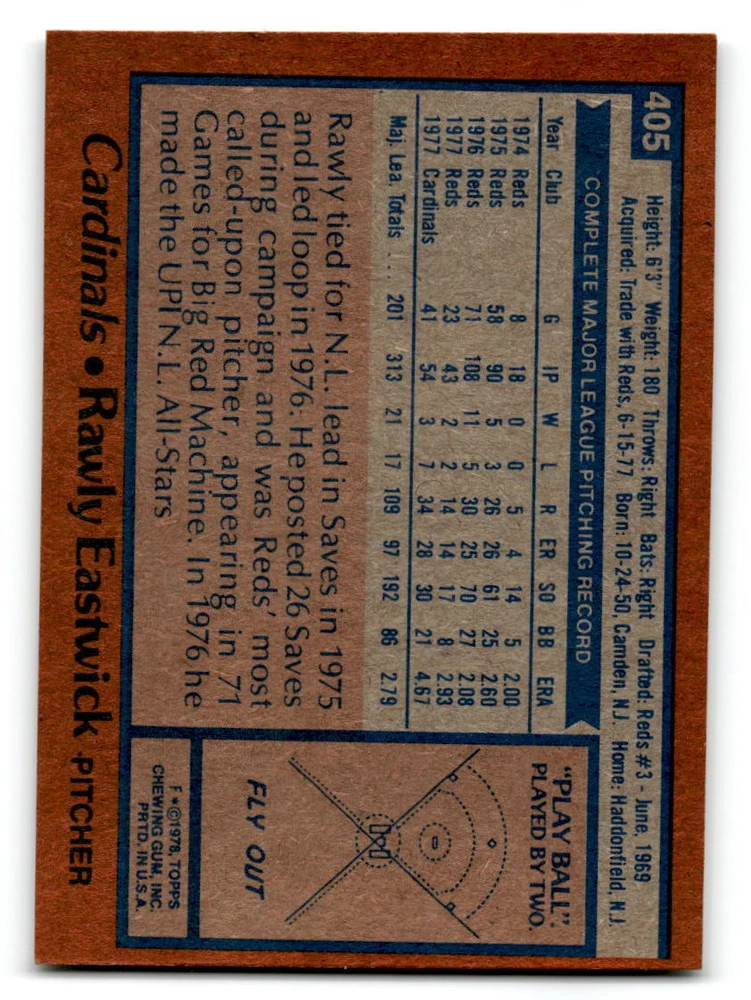 405
Height: 6'3" Weight: 180 Throws: Right Bats: Right Drafted: Reds #3 - June, 1969
Acquired: Trade with Reds, 6-15-77 Born: 10-24-50, Camden, N.J. Home: Haddonfield, N.J.
COMPLETE MAJOR LEAGUE PITCHING RECORD
Year Club G IP W L R ER SO BB ERA
1974 Reds 8 18 0 0 5 4 14 5 2.00
1975 Reds 58 90 5 3 26 26 61 25 2.60
1976 Reds 71 108 11 5 30 25 70 27 2.08
1977 Reds 23 43 2 2 14 14 17 8 2.93
1977 Cardinals 41 54 3 7 34 28 30 21 4.67
Maj. Lea. Totals . . . 201 313 21 17 109 97 192 86 2.79
Rawly tied for N.L. lead in Saves in 1975
and led loop in 1976. He posted 26 Saves
during campaign and was Reds' most
called-upon pitcher, appearing in 71
Games for Big Red Machine. In 1976 he
made the UPI N.L. All-Stars
"PLAY BALL".
PLAYED BY TWO.
FLY OUT
F*©1978, TOPPS
CHEWING GUM, INC.
PRTD. IN U.S.A.
Cardinals • Rawly Eastwick • PITCHER